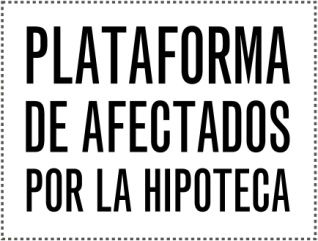 PLATAFORMA
DE AFECTADOS
POR LA HIPOTECA